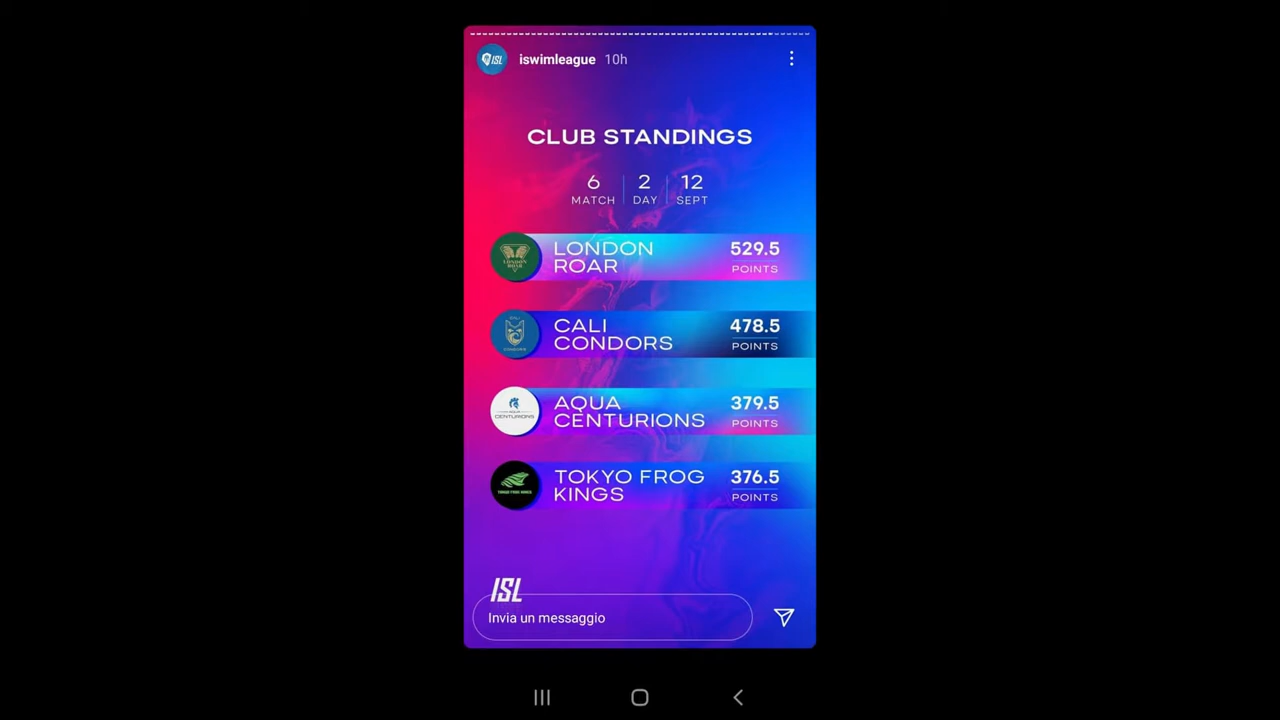 iswimleague 10h
CLUB STANDINGS
6 2 12
MATCH DAY SEPT
LONDON ROAR
529.5
POINTS
CALI CONDORS
478.5
POINTS
AQUA CENTURIONS
379.5
POINTS
TOKYO FROG KINGS
376.5
POINTS
ISL
Invia un messaggio